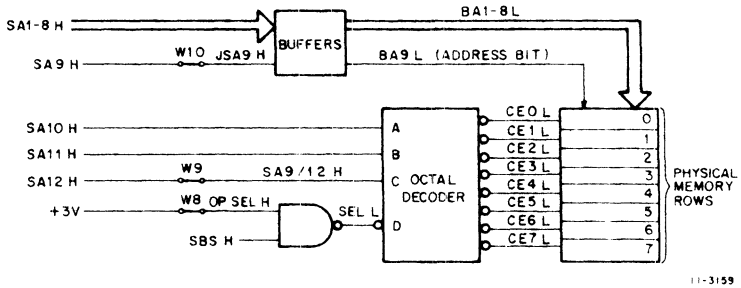 SA1-8 H
BUFFERS
BA1-8 L
SA9 H
W10
JSA9 H
BA9 L (ADDRESS BIT)
SA10 H
A
CE0 L
0
SA11 H
B
CE1 L
1
CE2 L
2
SA12 H
W9
SA9/12 H
C
OCTAL DECODER
CE3 L
3
CE4 L
4
PHYSICAL
MEMORY
ROWS
+3V
W8
OP SEL H
SEL L
D
CE5 L
5
SBS H
CE6 L
6
CE7 L
7
11-3159